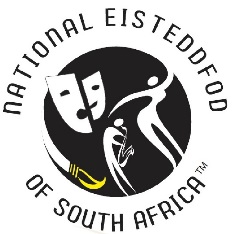 NATIONAL EISTEDDFOD
OF SOUTH AFRICA™